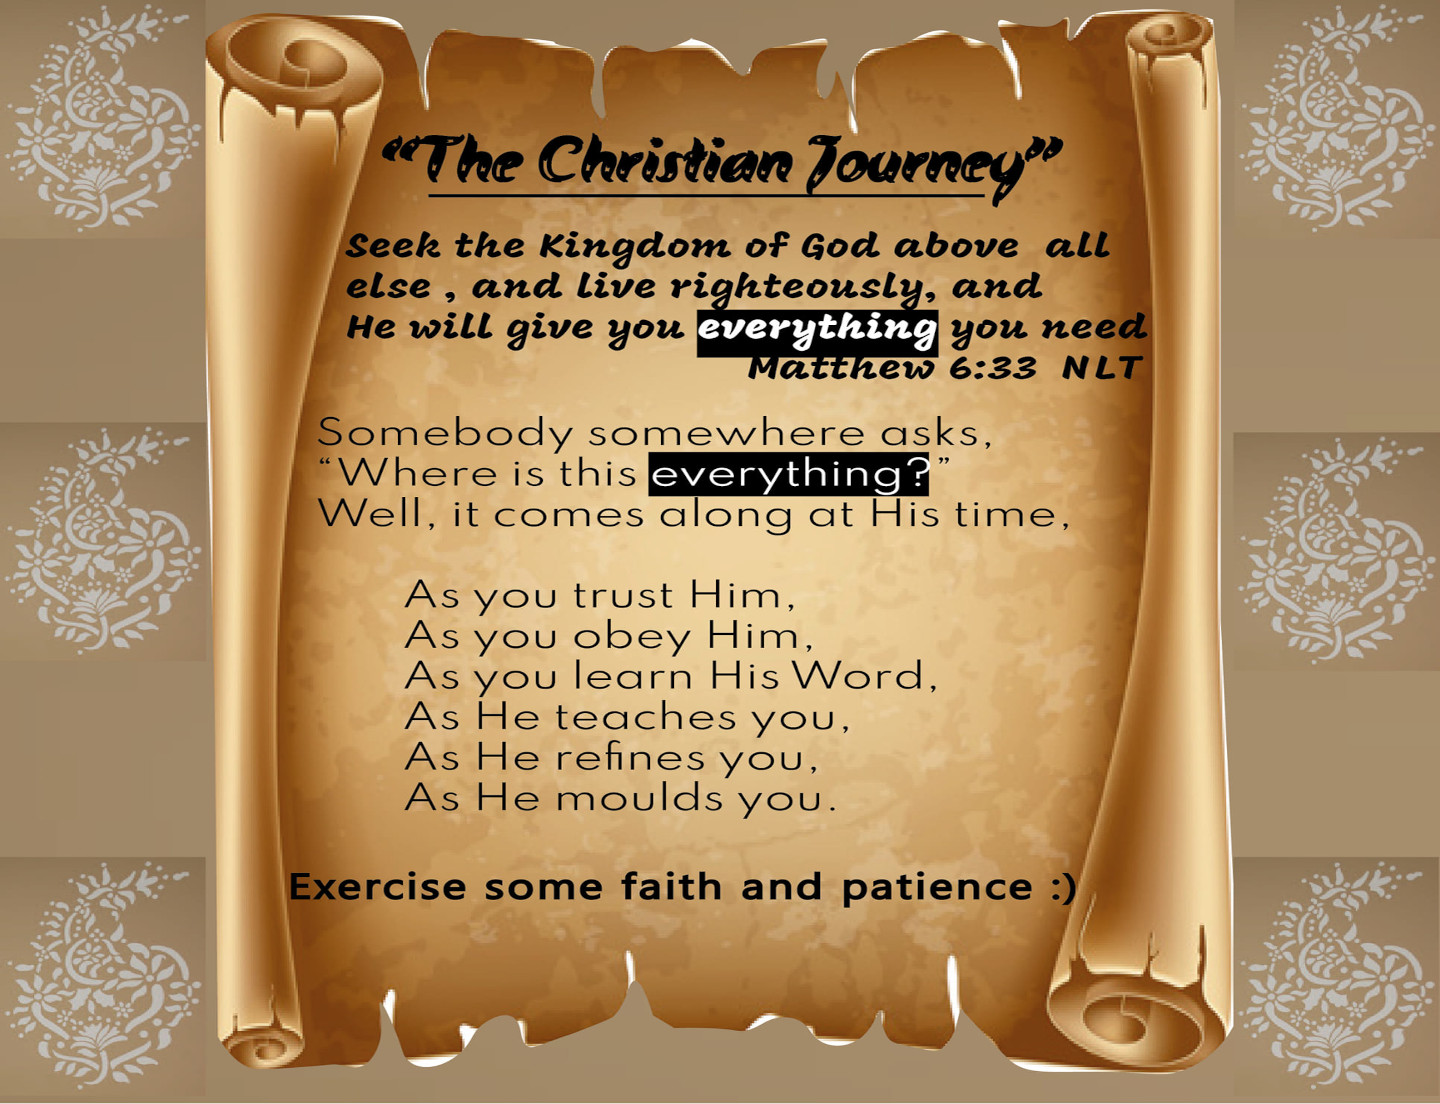 “The Christian Journey”
Seek the Kingdom of God above all
else , and live righteously, and
He will give you everything you need
Matthew 6:33 NLT
Somebody somewhere asks,
“Where is this everything?”
Well, it comes along at His time,
As you trust Him,
As you obey Him,
As you learn His Word,
As He teaches you,
As He refines you,
As He moulds you.
Exercise some faith and patience :)